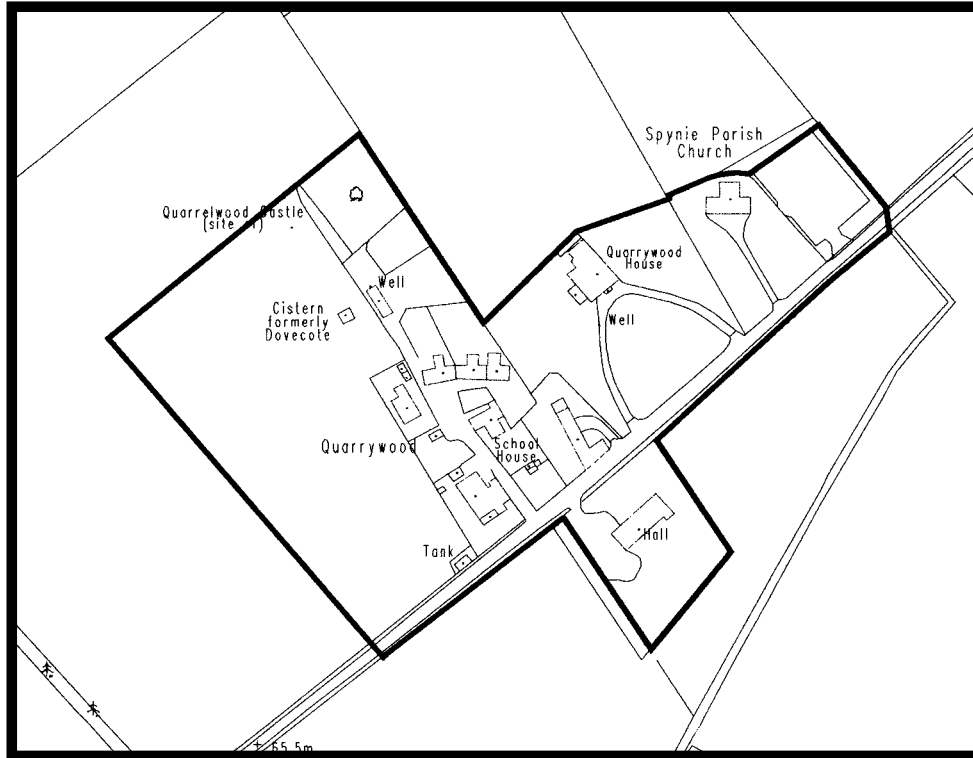 Spynie Parish
Church
Quarrelwood Castle
(site of)
Quarrywood
House
Well
Cistern
formerly
Dovecote
Well
Quarrywood
School
House
Hall
Tank
65.5m